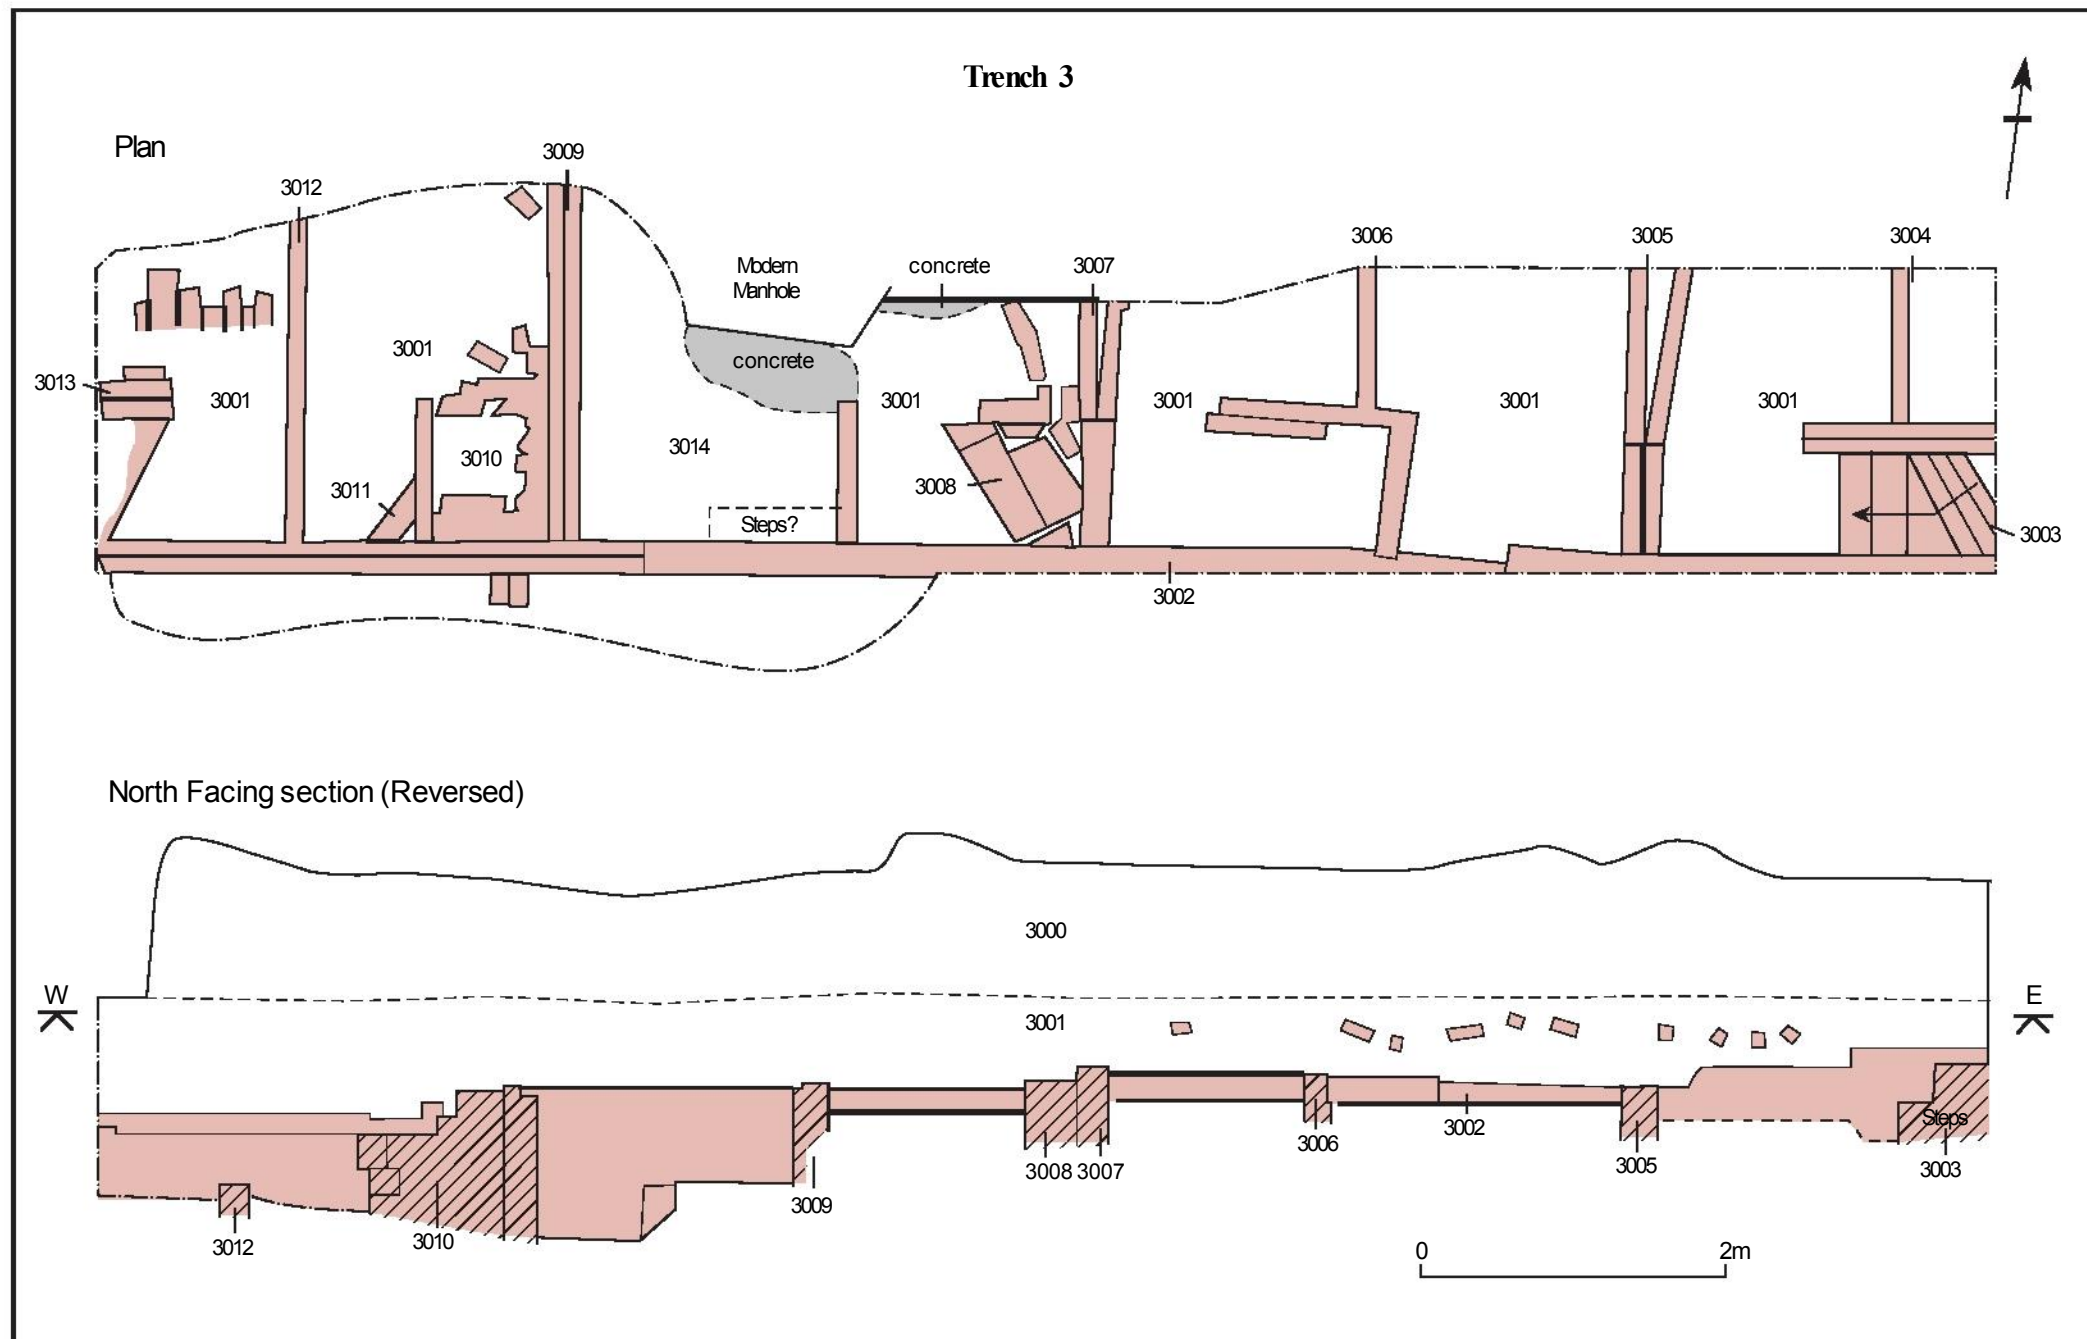 Trench 3
Plan
3009
3012
3006
3005
3004
Modern
Manhole
concrete
3007
3001
concrete
3013
3001
3001
3001
3001
3001
3014
3010
3011
3008
Steps?
3003
3002
North Facing section (Reversed)
3000
W
E
3001
Steps
3006
3002
3008
3007
3005
3003
3009
3012
3010
0
2m